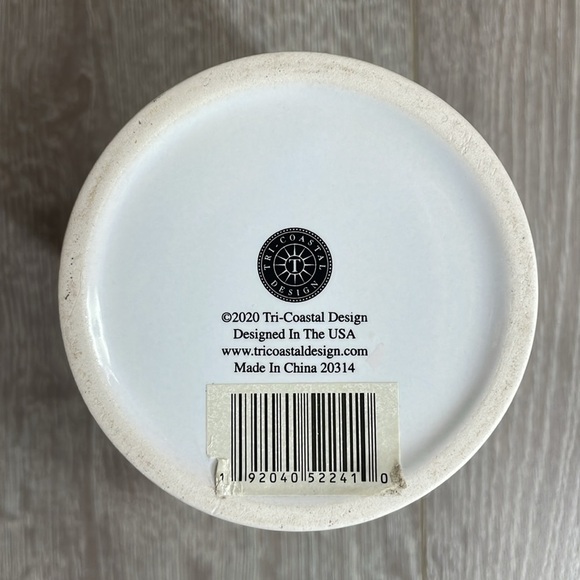 TRI-COASTAL
T
DESIGN
©2020 Tri-Coastal Design
Designed In The USA
www.tricoastaldesign.com
Made In China 20314
1 92040 52241 0